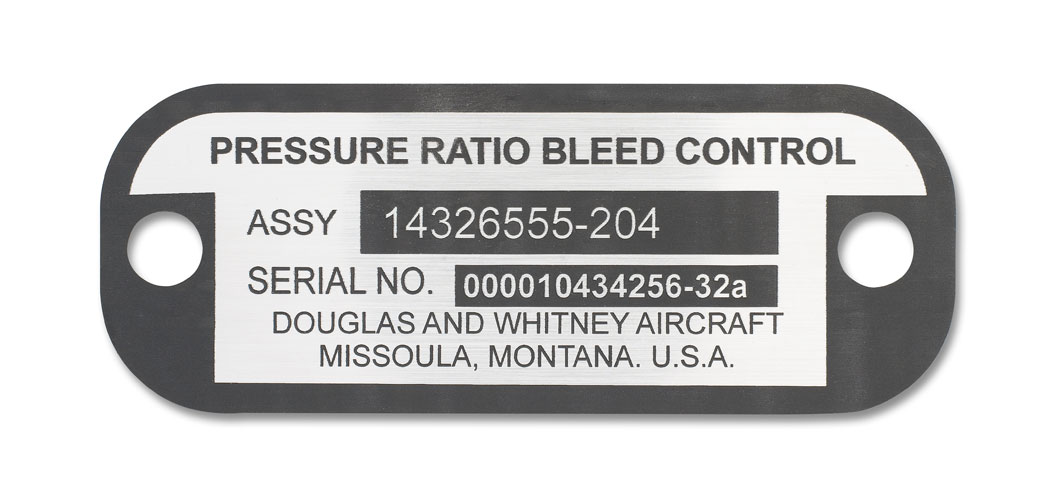 PRESSURE RATIO BLEED CONTROL
ASSY 14326555-204
SERIAL NO. 000010434256-32a
DOUGLAS AND WHITNEY AIRCRAFT
MISSOULA, MONTANA. U.S.A.